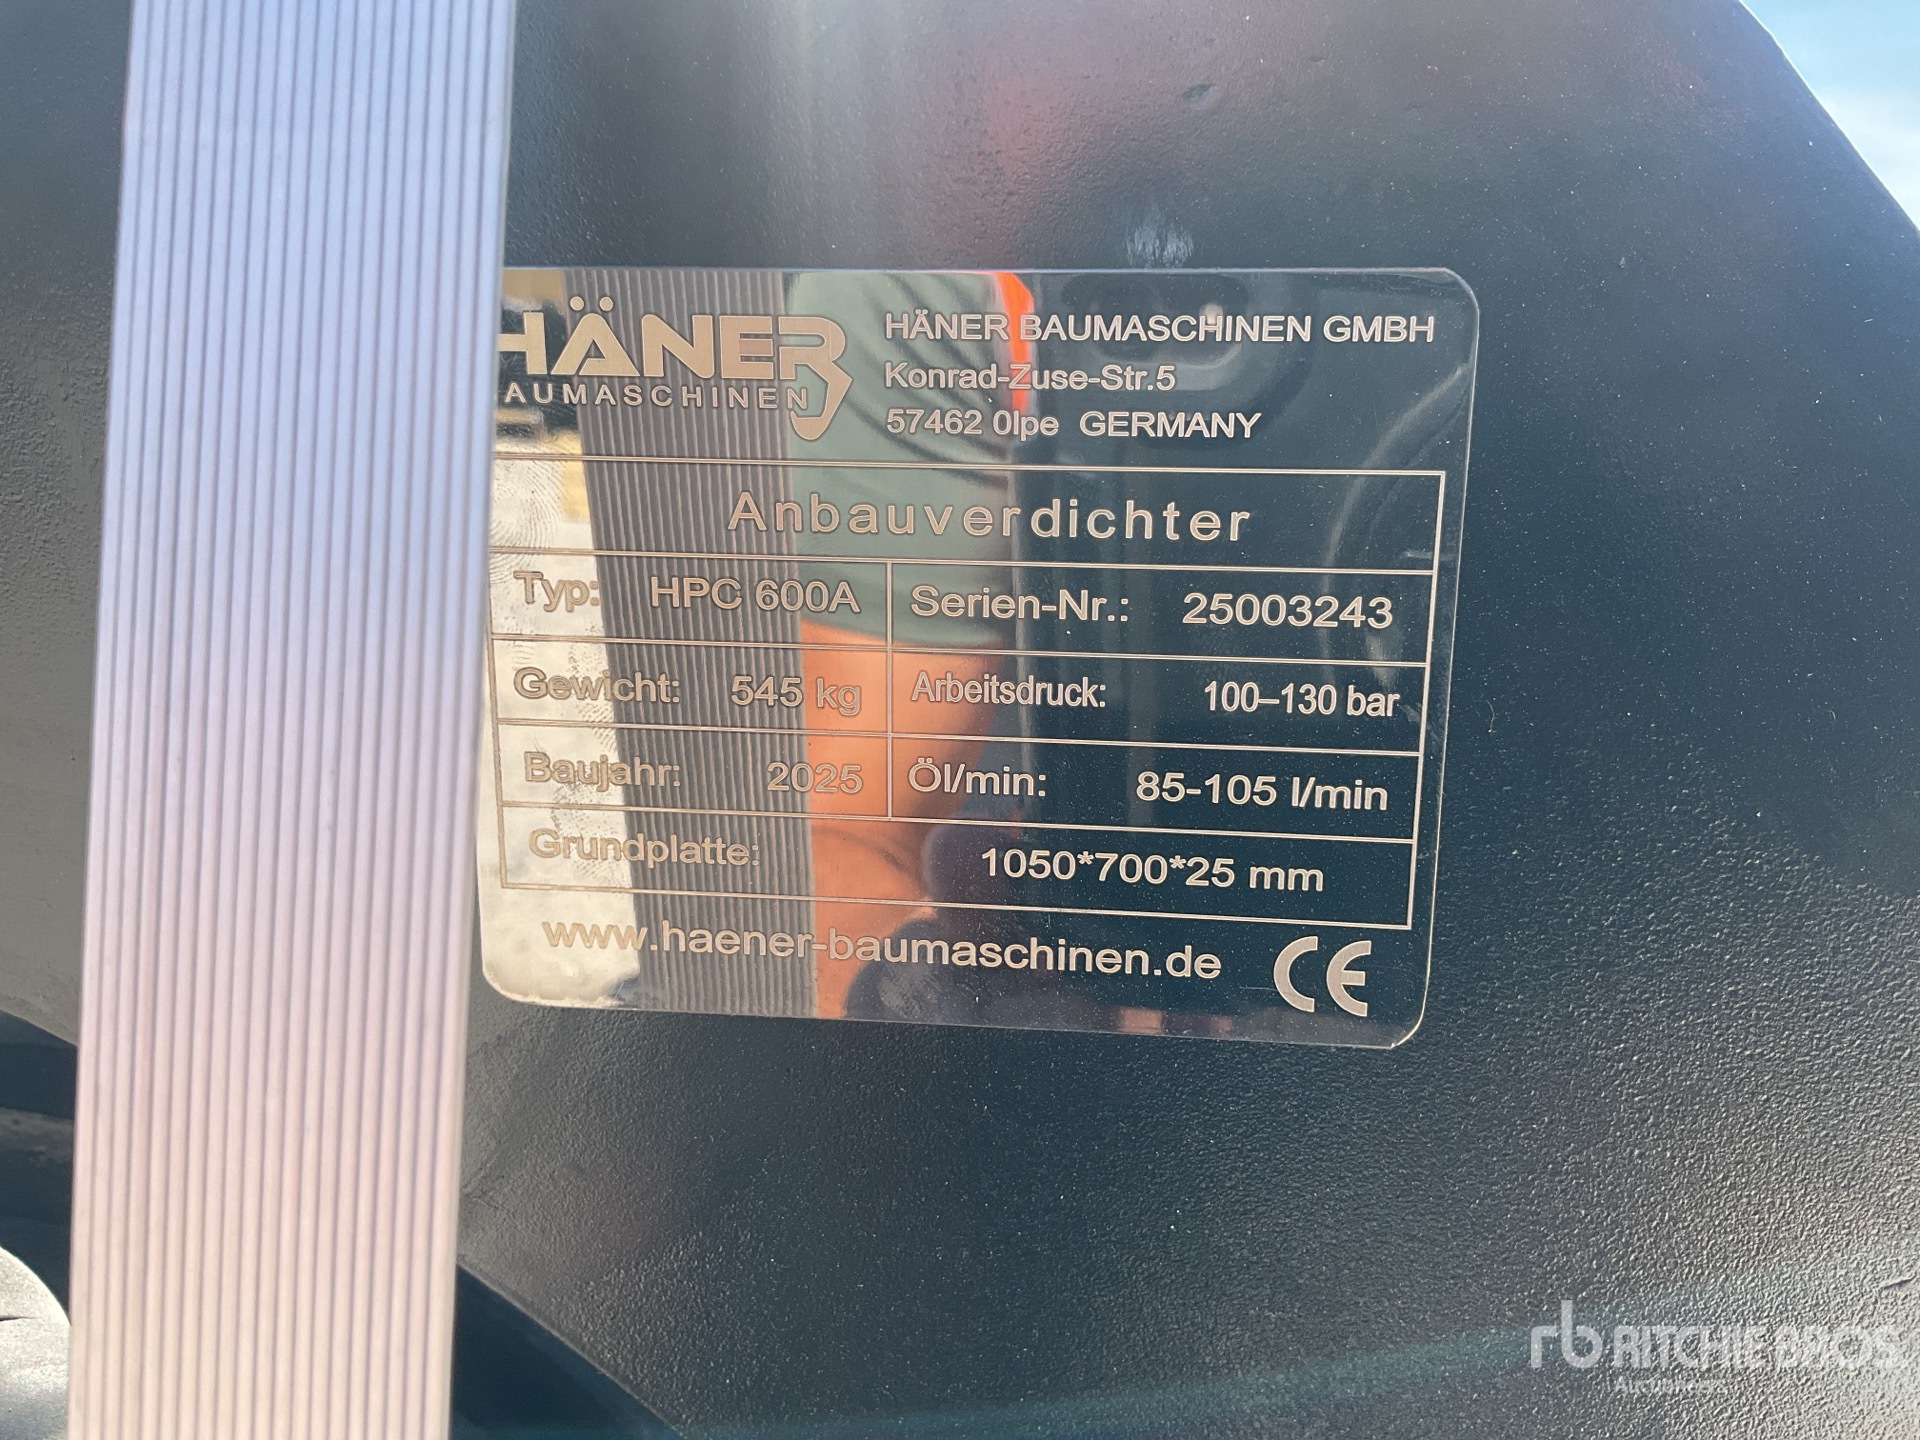 HÄNER
BAUMASCHINEN
HÄNER BAUMASCHINEN GMBH
Konrad-Zuse-Str.5
57462 Olpe GERMANY
Anbauverdichter
Typ: HPC 600A
Serien-Nr.: 25003243
Gewicht: 545 kg
Arbeitsdruck: 100–130 bar
Baujahr: 2025
Öl/min: 85-105 l/min
Grundplatte: 1050*700*25 mm
www.haener-baumaschinen.de
CE
rb RITCHIE BROS.
Auctioneers